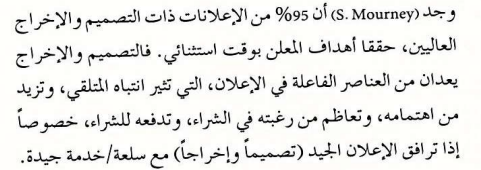 وجد (S. Mourney) أن 95% من الإعلانات ذات التصميم والإخراج
العاليين، حققا أهداف المعلن بوقت استثنائي. فالتصميم والإخراج
يعدان من العناصر الفاعلة في الإعلان، التي تثير انتباه المتلقي، وتزيد
من اهتمامه، وتعاظم من رغبته في الشراء، وتدفعه للشراء، خصوصاً
إذا ترافق الإعلان الجيد (تصميماً وإخراجاً) مع سلعة/خدمة جيدة.